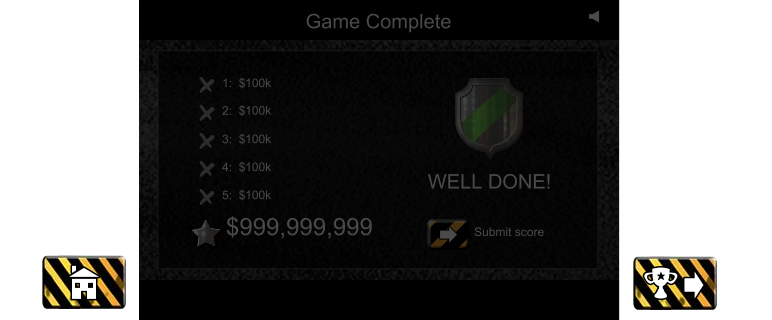 Game Complete
1: $100k
2: $100k
3: $100k
4: $100k
5: $100k
$999,999,999
WELL DONE!
Submit score